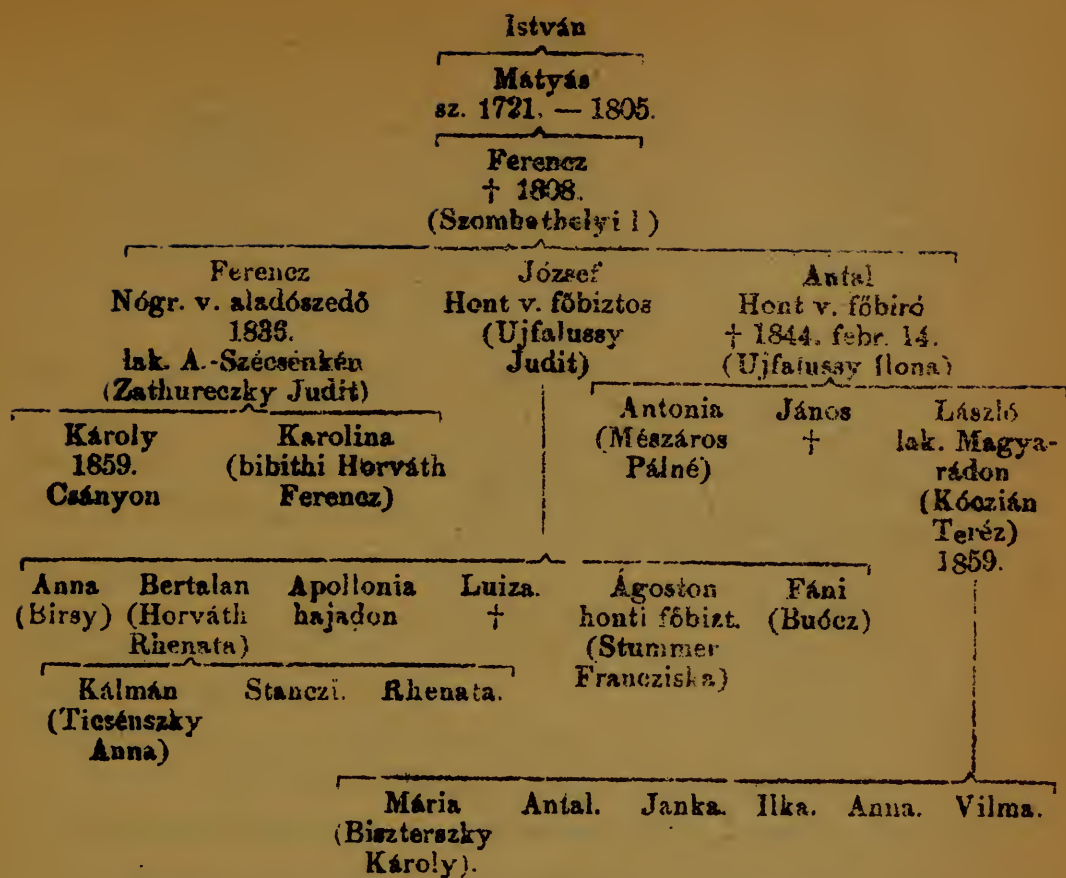 István
Mátyás
sz. 1721. — 1805.
Ferencz
† 1808.
(Szombathelyi I)
Ferencz
Nógr. v. aladószedő
1836.
lak. A.-Szécsenkén
(Zathureczky Judit)
József
Hont v. főbiztos
(Ujfalussy
Judit)
Antal
Hont v. főbiró
† 1844. febr. 14.
(Ujfalussy Ilona)
Károly
1859.
Csányon
Karolina
(bibithi Horváth
Ferencz)
Antonia
(Mészáros
Pálné)
János
†
László
lak. Magya-
rádon
(Kóczián
Teréz)
1859.
Anna
(Birsy)
Bertalan
(Horváth
Rhenata)
Apollonia
hajadon
Luiza.
†
Ágoston
honti főbizt.
(Stummer
Francziska)
Fáni
(Buócz)
Kálmán
(Ticsénszky
Anna)
Stanczi.
Rhenata.
Mária
(Biszterszky
Károly).
Antal.
Janka.
Ilka.
Anna.
Vilma.